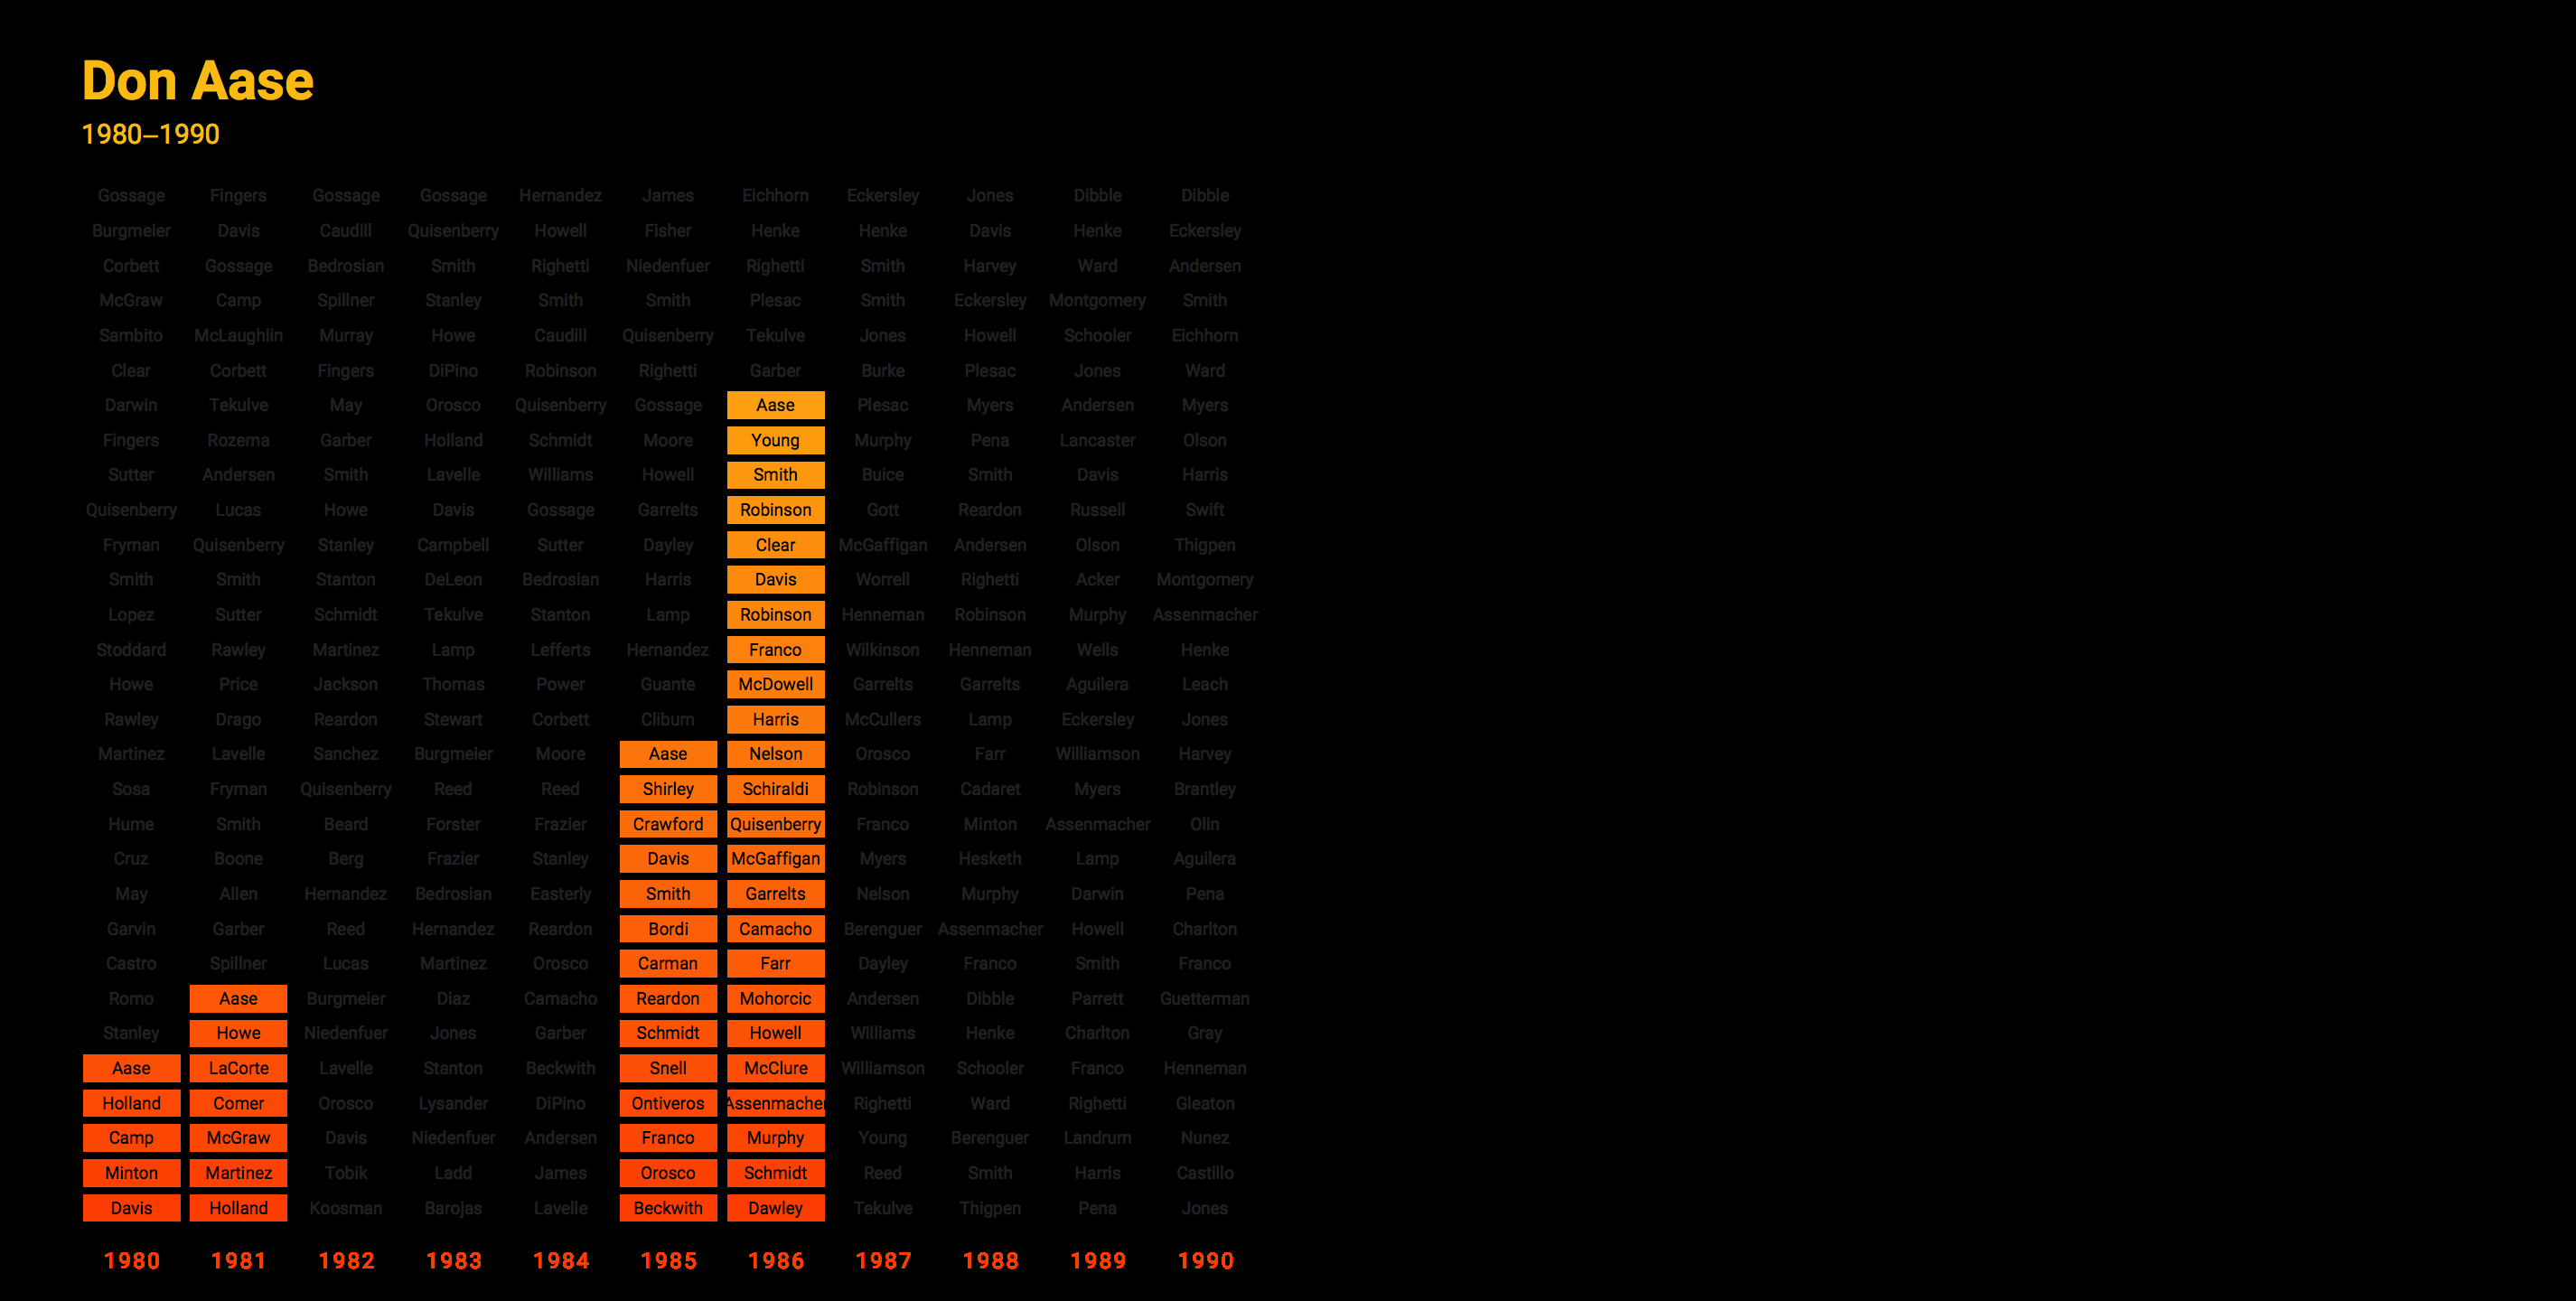 Don Aase
1980–1990
Gossage Fingers Gossage Gossage Hernandez James Eichhorn Eckersley Jones Dibble Dibble
Burgmeier Davis Caudill Quisenberry Howell Fisher Henke Henke Davis Henke Eckersley
Corbett Gossage Bedrosian Smith Righetti Niedenfuer Righetti Smith Harvey Ward Andersen
McGraw Camp Spillner Stanley Smith Smith Plesac Smith Eckersley Montgomery Smith
Sambito McLaughlin Murray Howe Caudill Quisenberry Tekulve Jones Howell Schooler Eichhorn
Clear Corbett Fingers DiPino Robinson Righetti Garber Burke Plesac Jones Ward
Darwin Tekulve May Orosco Quisenberry Gossage Aase Plesac Myers Andersen Myers
Fingers Rozema Garber Holland Schmidt Moore Young Murphy Pena Lancaster Olson
Sutter Andersen Smith Lavelle Williams Howell Smith Buice Smith Davis Harris
Quisenberry Lucas Howe Davis Gossage Garrelts Robinson Gott Reardon Russell Swift
Fryman Quisenberry Stanley Campbell Sutter Dayley Clear McGaffigan Andersen Olson Thigpen
Smith Smith Stanton DeLeon Bedrosian Harris Davis Worrell Righetti Acker Montgomery
Lopez Sutter Schmidt Tekulve Stanton Lamp Robinson Henneman Robinson Murphy Assenmacher
Stoddard Rawley Martinez Lamp Lefferts Hernandez Franco Wilkinson Henneman Wells Henke
Howe Price Jackson Thomas Power Guante McDowell Garrelts Garrelts Aguilera Leach
Rawley Drago Reardon Stewart Corbett Cliburn Harris McCullers Lamp Eckersley Jones
Martinez Lavelle Sanchez Burgmeier Moore Aase Nelson Orosco Farr Williamson Harvey
Sosa Fryman Quisenberry Reed Reed Shirley Schiraldi Robinson Cadaret Myers Brantley
Hume Smith Beard Forster Frazier Crawford Quisenberry Franco Minton Assenmacher Olin
Cruz Boone Berg Frazier Stanley Davis McGaffigan Myers Hesketh Lamp Aguilera
May Allen Hernandez Bedrosian Easterly Smith Garrelts Nelson Murphy Darwin Pena
Garvin Garber Reed Hernandez Reardon Bordi Camacho Berenguer Assenmacher Howell Charlton
Castro Spillner Lucas Martinez Orosco Carman Farr Dayley Franco Smith Franco
Romo Aase Burgmeier Diaz Camacho Reardon Mohorcic Andersen Dibble Parrett Guetterman
Stanley Howe Niedenfuer Jones Garber Schmidt Howell Williams Henke Charlton Gray
Aase LaCorte Lavelle Stanton Beckwith Snell McClure Williamson Schooler Franco Henneman
Holland Comer Orosco Lysander DiPino Ontiveros Assenmacher Righetti Ward Righetti Gleaton
Camp McGraw Davis Niedenfuer Andersen Franco Murphy Young Berenguer Landrum Nunez
Minton Martinez Tobik Ladd James Orosco Schmidt Reed Smith Harris Castillo
Davis Holland Koosman Barojas Lavelle Beckwith Dawley Tekulve Thigpen Pena Jones
1980 1981 1982 1983 1984 1985 1986 1987 1988 1989 1990